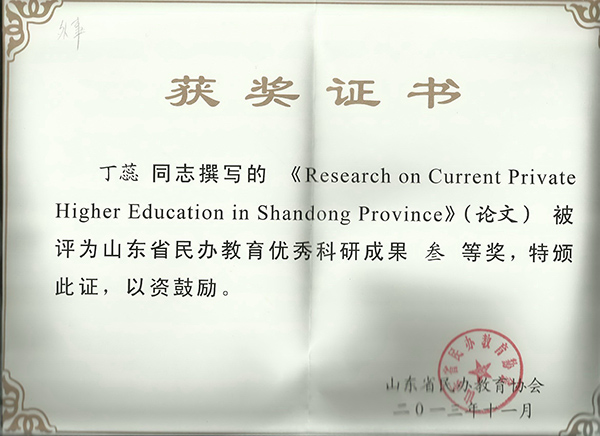 获奖证书
丁蕊 同志撰写的 《Research on Current Private
Higher Education in Shandong Province》（论文） 被
评为山东省民办教育优秀科研成果 叁 等奖，特颁
此证，以资鼓励。
山东省民办教育协会
二〇一三年十一月